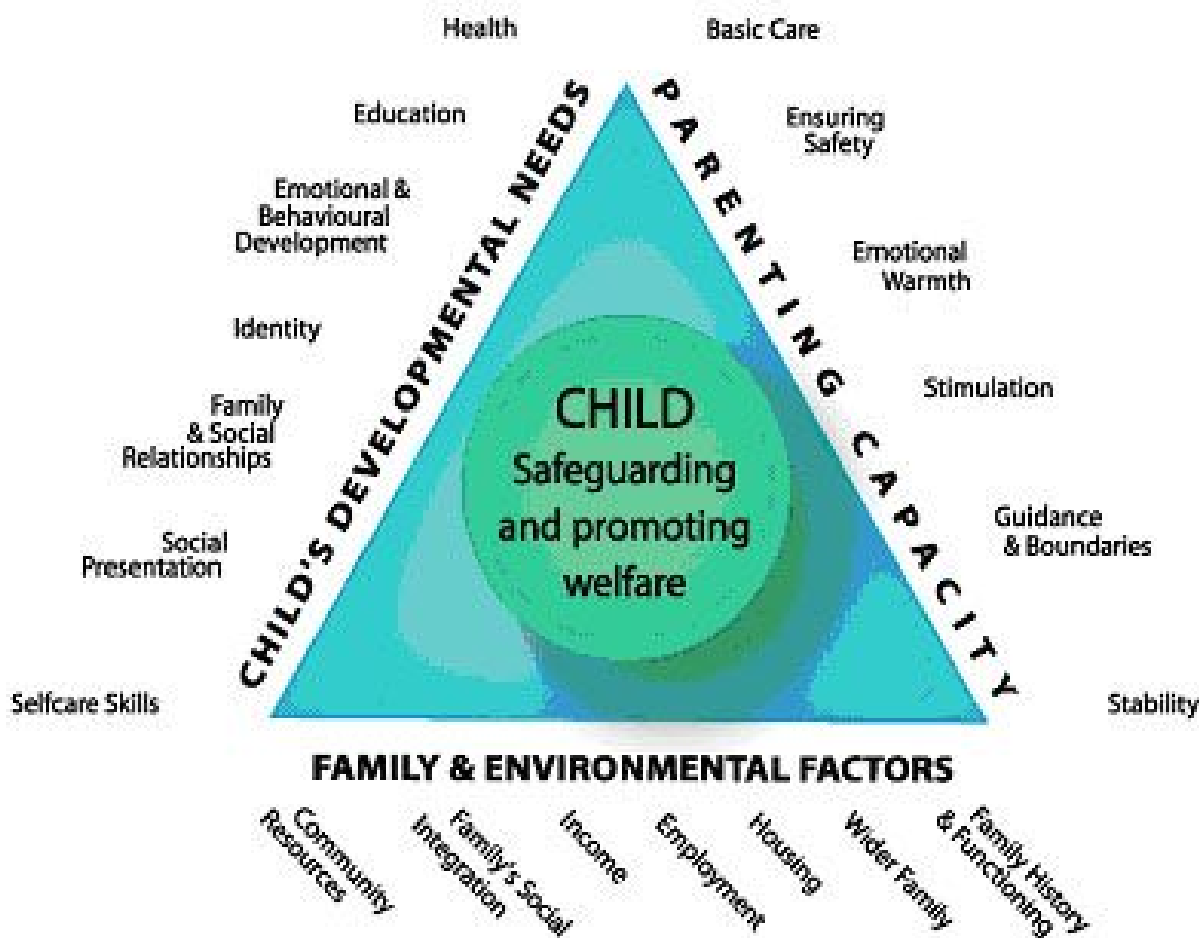 Health
Education
Emotional &
Behavioural
Development
Identity
Family
& Social
Relationships
Social
Presentation
Selfcare Skills
CHILD'S DEVELOPMENTAL NEEDS
Basic Care
Ensuring
Safety
Emotional
Warmth
Stimulation
Guidance
& Boundaries
Stability
PARENTING CAPACITY
CHILD
Safeguarding
and promoting
welfare
FAMILY & ENVIRONMENTAL FACTORS
Community
Resources
Family's Social
Integration
Income
Employment
Housing
Wider Family
Family History
& Functioning